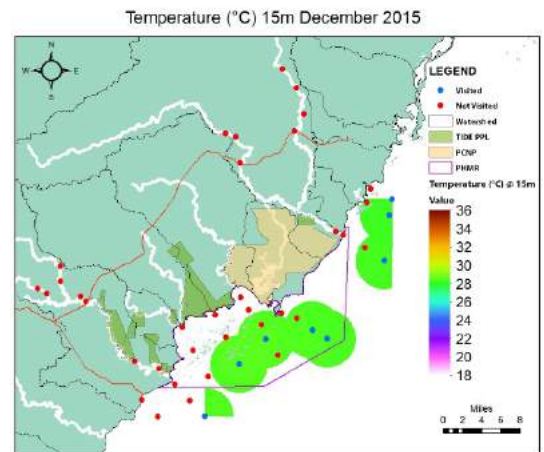 Temperature (°C) 15m December 2015
N
W E
S
LEGEND
Visited
Not Visited
Watershed
TIDE PPL
PCNP
PHMR
Temperature (°C) @ 15m
Value
36
34
32
30
28
26
24
22
20
18
Miles
0 2 4 8